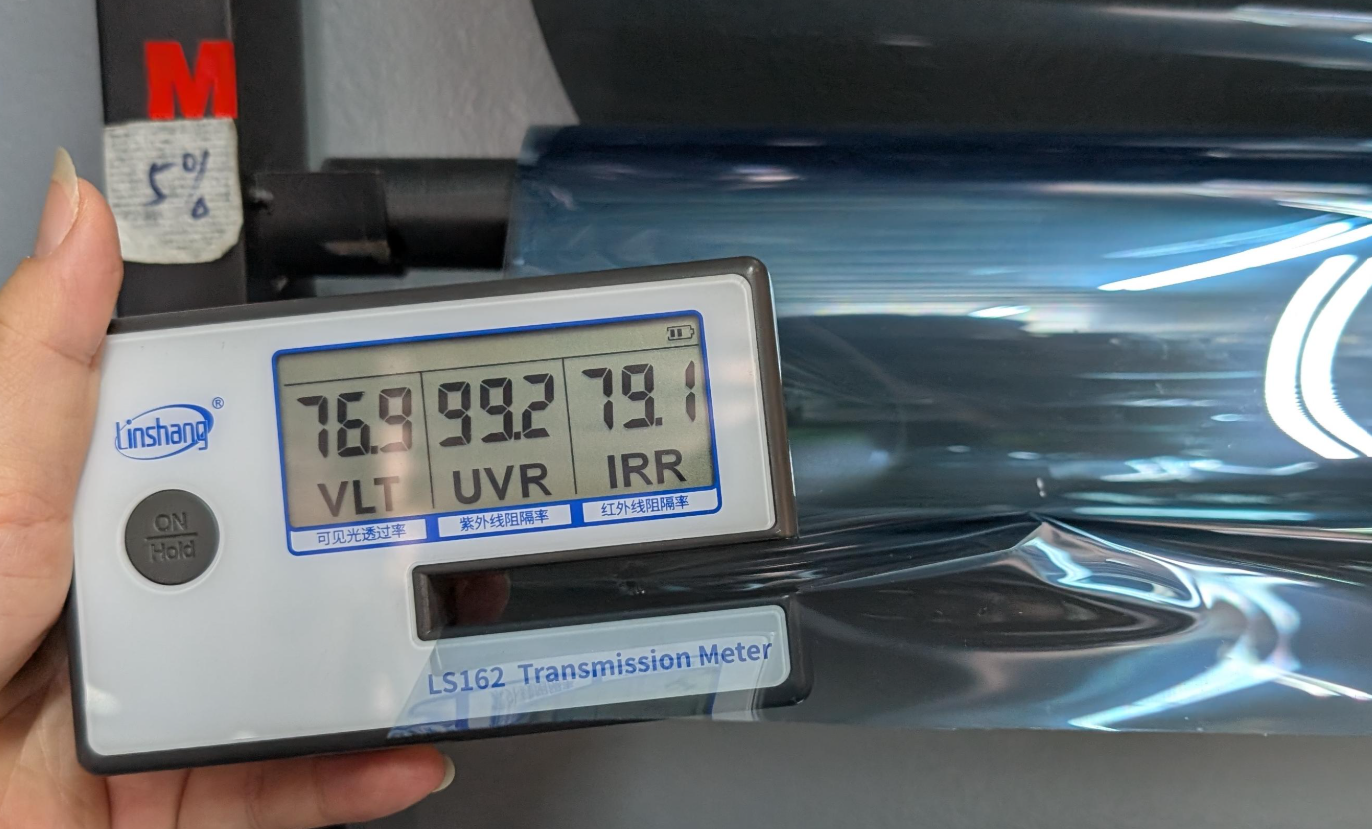 M
5%
76.9 99.2 79.1
VLT UVR IRR
可见光透过率 紫外线阻隔率 红外线阻隔率
Linshang®
ON
Hold
LS162 Transmission Meter